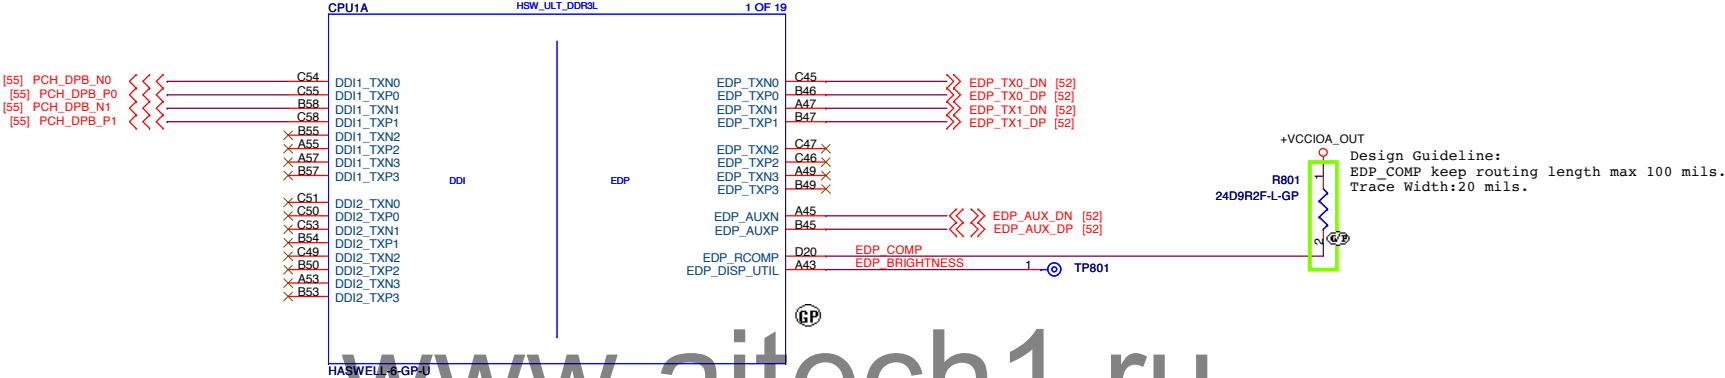 CPU1A HSW_ULT_DDR3L 1 OF 19
[55] PCH_DPB_N0 C54 DDI1_TXN0 EDP_TXN0 C45 EDP_TX0_DN [52]
[55] PCH_DPB_P0 C55 DDI1_TXP0 EDP_TXP0 B46 EDP_TX0_DP [52]
[55] PCH_DPB_N1 B58 DDI1_TXN1 EDP_TXN1 A47 EDP_TX1_DN [52]
[55] PCH_DPB_P1 C58 DDI1_TXP1 EDP_TXP1 B47 EDP_TX1_DP [52]
B55 DDI1_TXN2
A55 DDI1_TXP2 EDP_TXN2 C47
A57 DDI1_TXN3 EDP_TXP2 C46
B57 DDI1_TXP3 EDP_TXN3 A49
EDP_TXP3 B49
DDI EDP
C51 DDI2_TXN0
C50 DDI2_TXP0 EDP_AUXN A45 EDP_AUX_DN [52]
C53 DDI2_TXN1 EDP_AUXP B45 EDP_AUX_DP [52]
B54 DDI2_TXP1
C49 DDI2_TXN2 EDP_RCOMP D20 EDP_COMP
B50 DDI2_TXP2 EDP_DISP_UTIL A43 EDP_BRIGHTNESS 1 TP801
A53 DDI2_TXN3
B53 DDI2_TXP3
+VCCIOA_OUT
1
R801
24D9R2F-L-GP
2
Design Guideline:
EDP_COMP keep routing length max 100 mils.
Trace Width:20 mils.
GP
HASWELL-6-GP-U
www.aitech1.ru